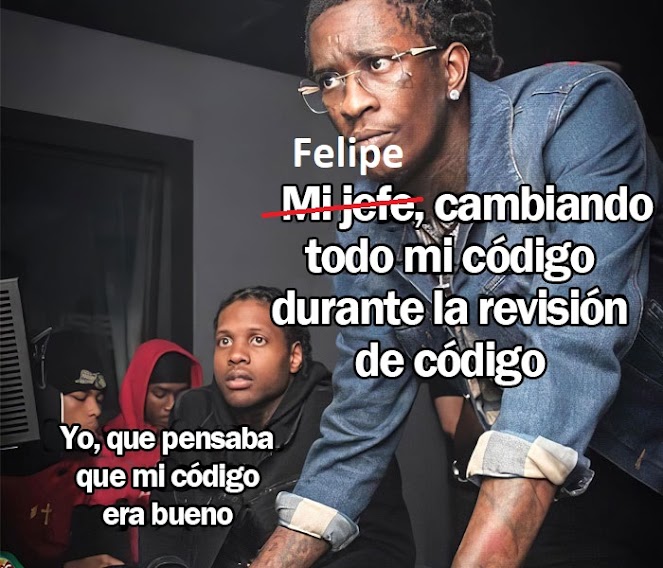 Felipe
Mi jefe, cambiando
todo mi código
durante la revisión
de código
Yo, que pensaba
que mi código
era bueno